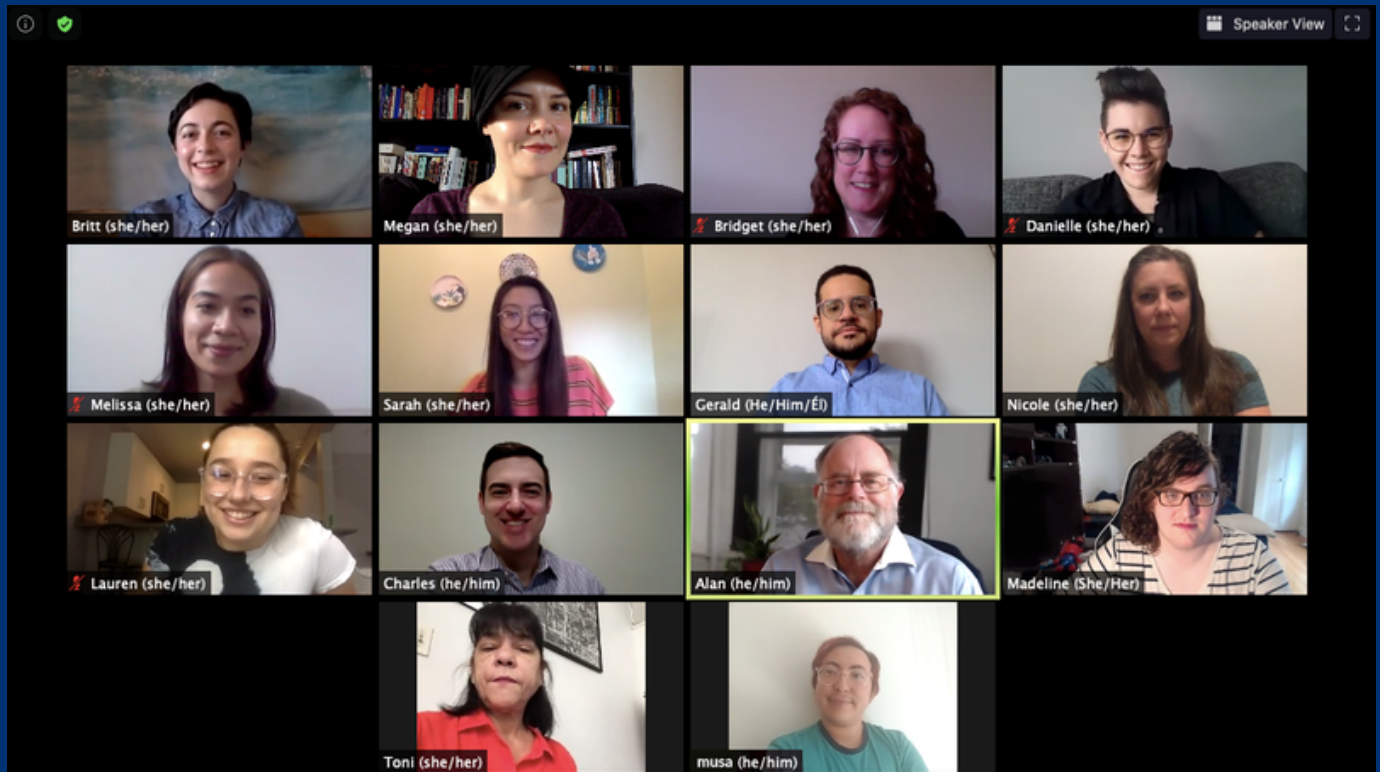 Speaker View
Britt (she/her)
Megan (she/her)
Bridget (she/her)
Danielle (she/her)
Melissa (she/her)
Sarah (she/her)
Gerald (He/Him/Él)
Nicole (she/her)
Lauren (she/her)
Charles (he/him)
Alan (he/him)
Madeline (She/Her)
Toni (she/her)
musa (he/him)